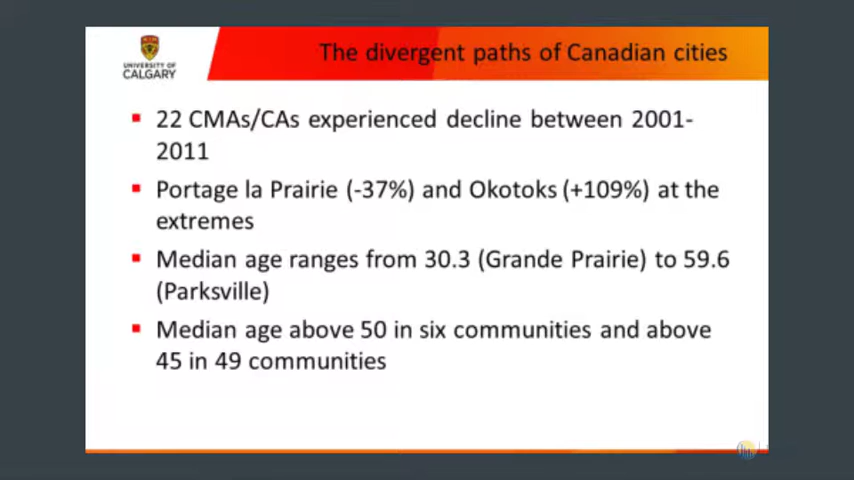 UNIVERSITY OF
CALGARY
The divergent paths of Canadian cities
22 CMAs/CAs experienced decline between 2001-
2011
Portage la Prairie (-37%) and Okotoks (+109%) at the
extremes
Median age ranges from 30.3 (Grande Prairie) to 59.6
(Parksville)
Median age above 50 in six communities and above
45 in 49 communities